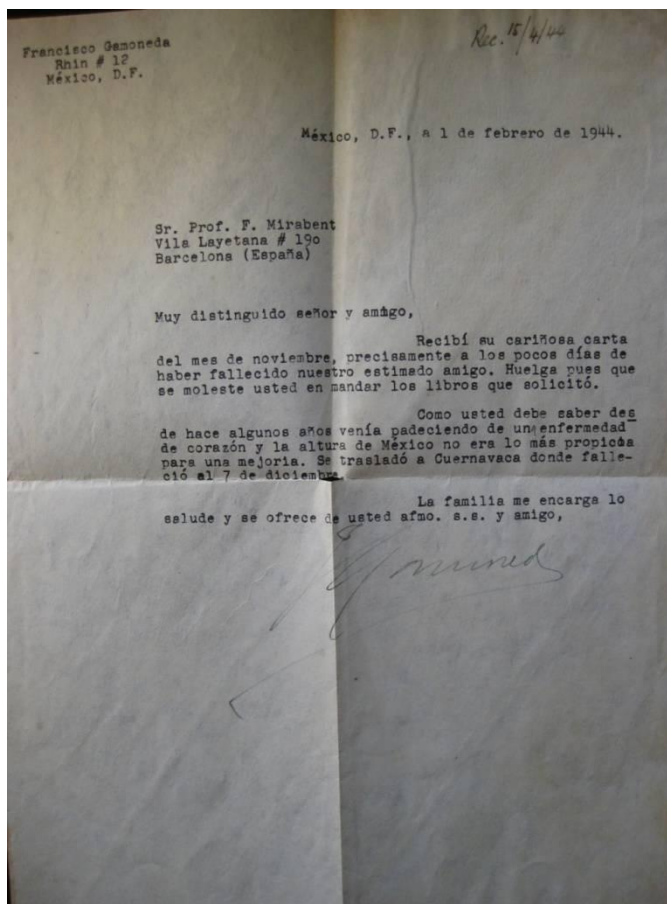 Francisco Gamoneda
Rhin # 12
México, D.F.
Rec. 15/4/44
México, D.F., a 1 de febrero de 1944.
Sr. Prof. F. Mirabent
Vila Layetana # 190
Barcelona (España)
Muy distinguido señor y amigo,
Recibí su cariñosa carta
del mes de noviembre, precisamente a los pocos días de
haber fallecido nuestro estimado amigo. Huelga pues que
se moleste usted en mandar los libros que solicitó.
Como usted debe saber des
de hace algunos años venía padeciendo de un enfermedad
de corazón y la altura de México no era lo más propicia
para una mejoria. Se trasladó a Cuernavaca donde falle-
ció el 7 de diciembre.
La familia me encarga lo
salude y se ofrece de usted afmo. s.s. y amigo,